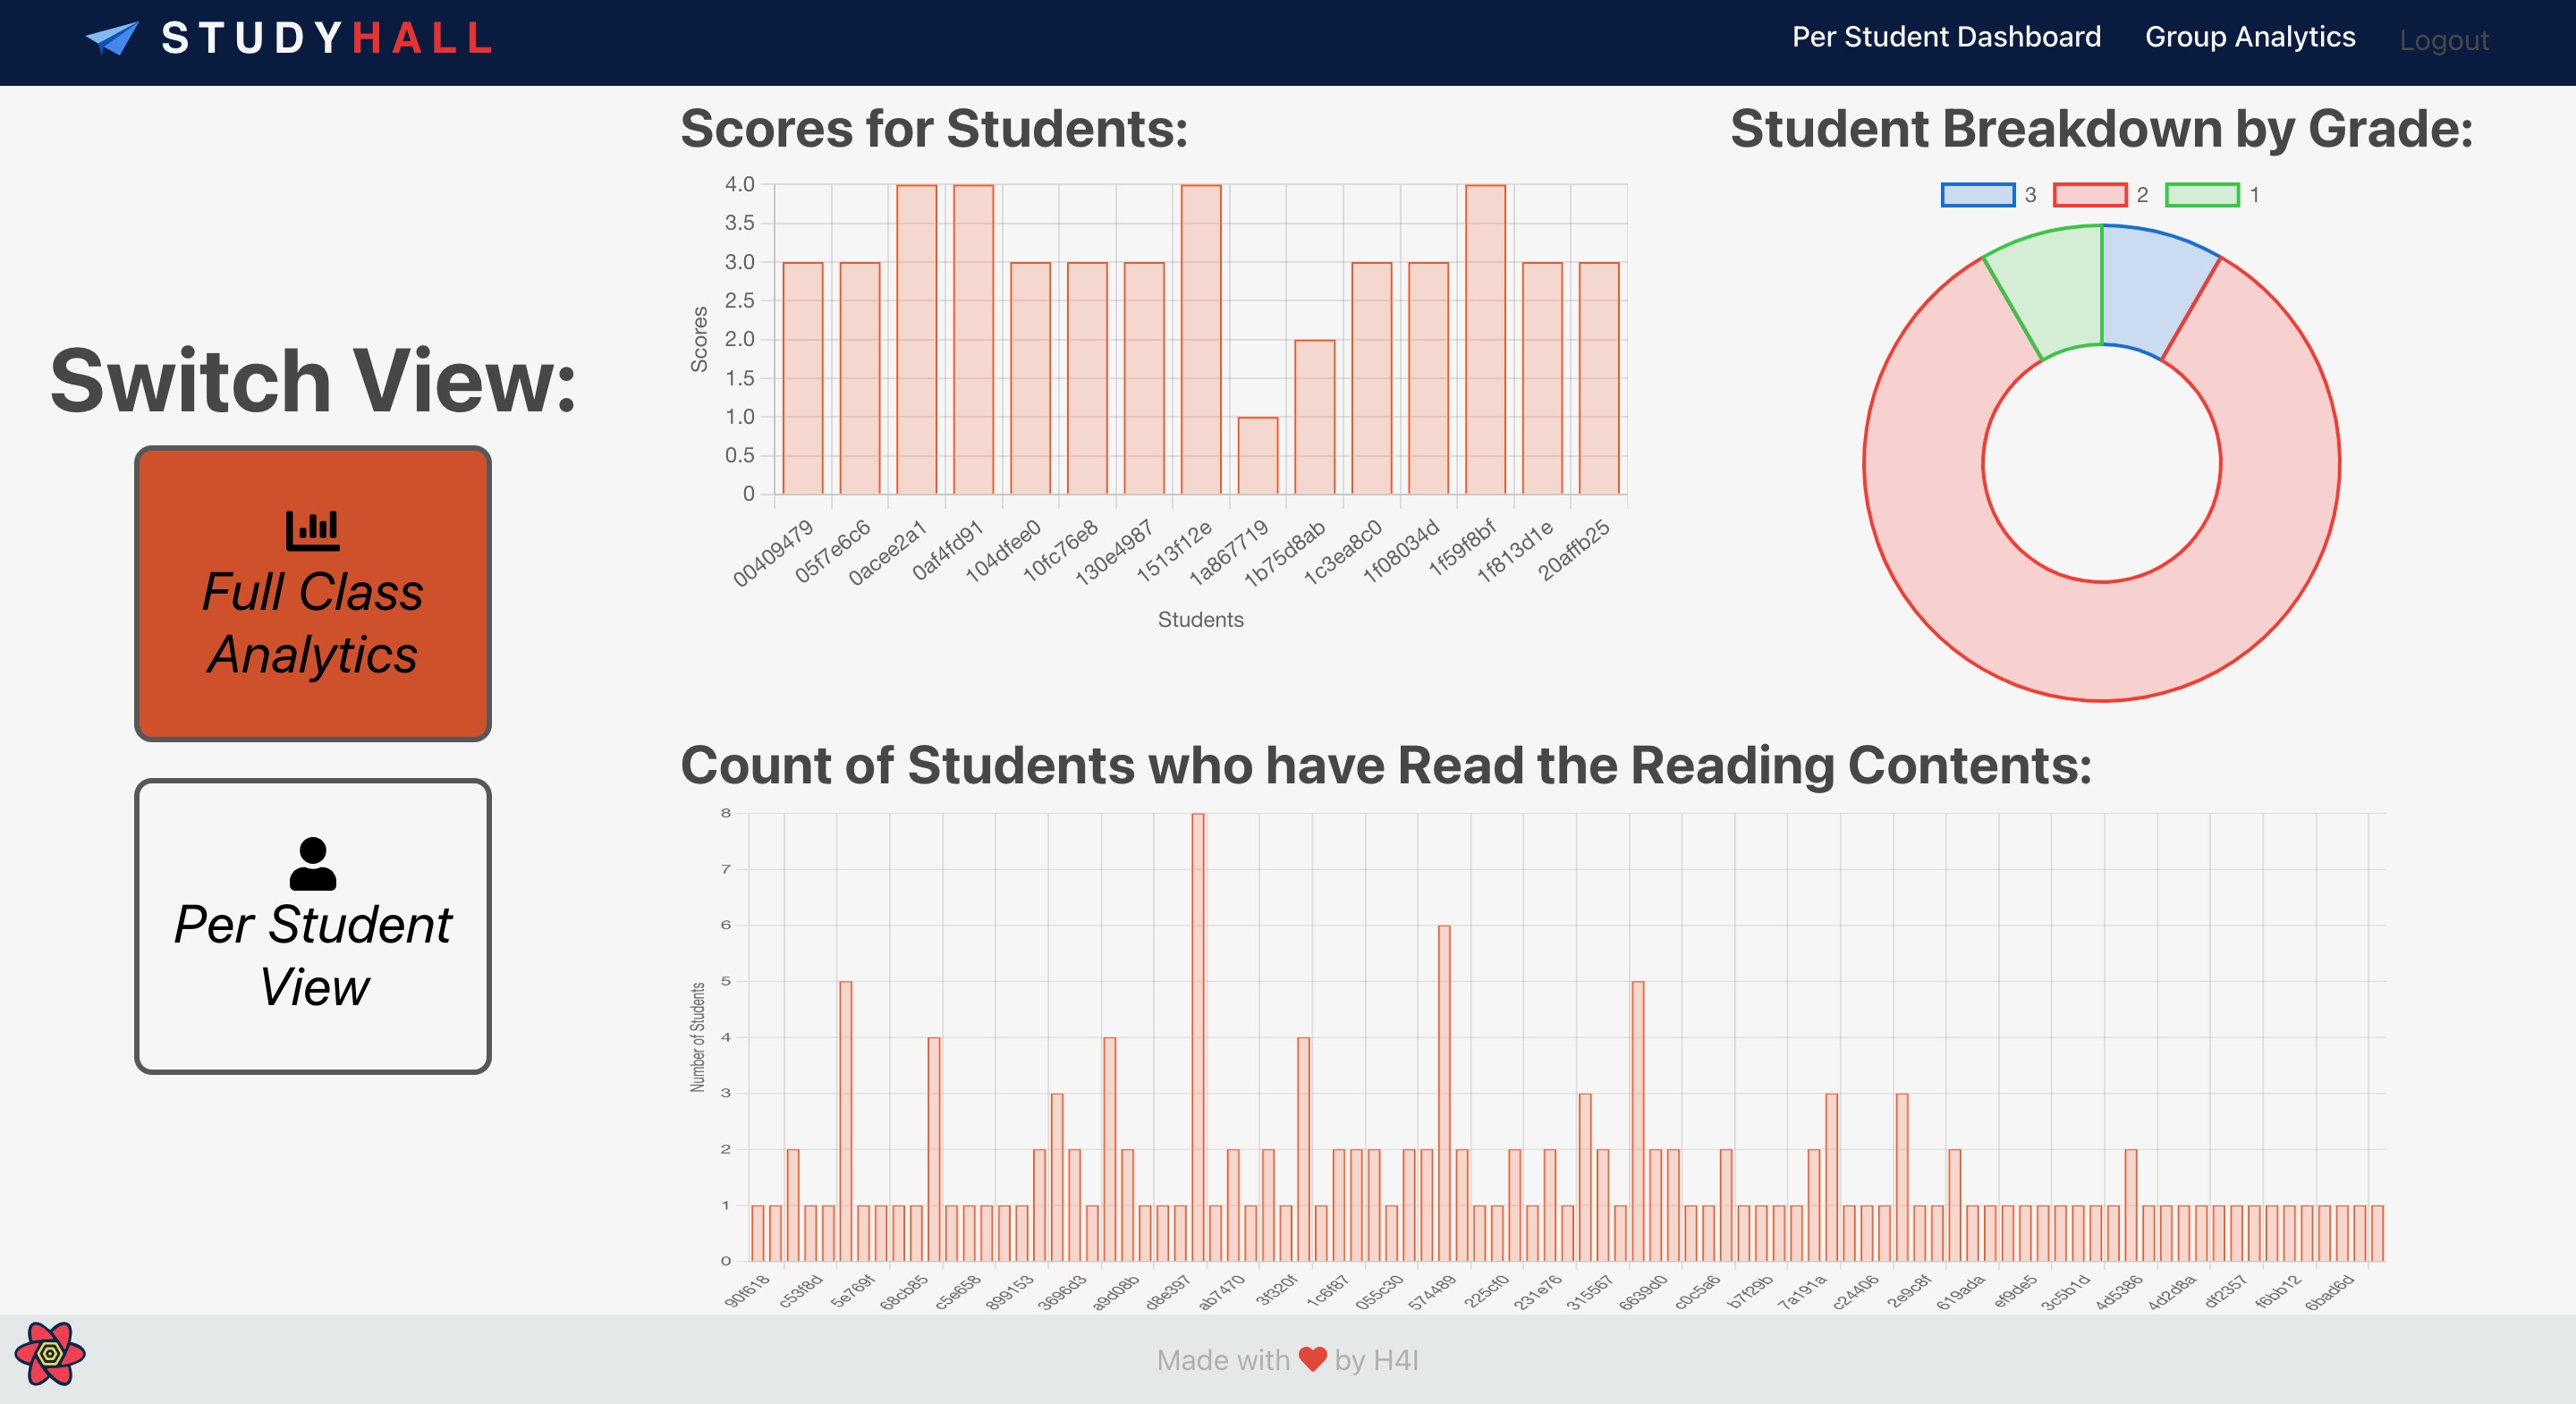 STUDYHALL
Per Student Dashboard
Group Analytics
Logout
Switch View:
Full Class
Analytics
Per Student
View
Scores for Students:
4.0
3.5
3.0
2.5
2.0
1.5
1.0
0.5
0
Scores
00409479
05f7e6c6
0acee2a1
0af4fd91
104dfee0
10fc76e8
130e4987
1513f12e
1a867719
1b75d8ab
1c3ea8c0
1f08034d
1f59f8bf
1f813d1e
20affb25
Students
Student Breakdown by Grade:
3
2
1
Count of Students who have Read the Reading Contents:
8
7
6
5
4
3
2
1
0
Number of Students
90f618
c53f8d
5e769f
68cb85
c5e658
899153
3696d3
a9d08b
d8e397
ab7470
3f320f
1c6f87
055c30
574489
225cf0
231e76
315567
6639d0
c0c5a6
b7f29b
7a191a
c24406
2e9c8f
619ada
ef9de5
3c5b1d
4d5386
4d2d8a
df2357
f6bb12
6bad6d
Made with ❤ by H4I